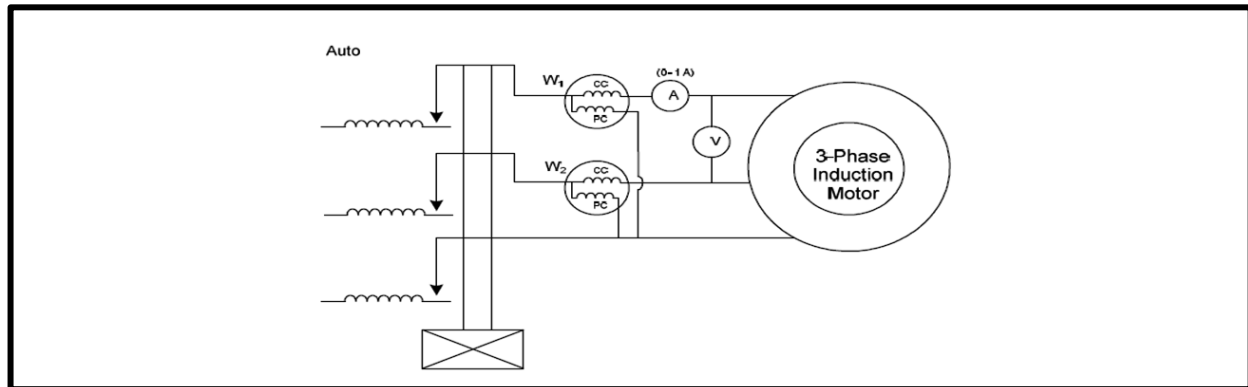 Auto
W₁
CC
PC
(0-1 A)
A
V
W₂
CC
PC
3-Phase
Induction
Motor